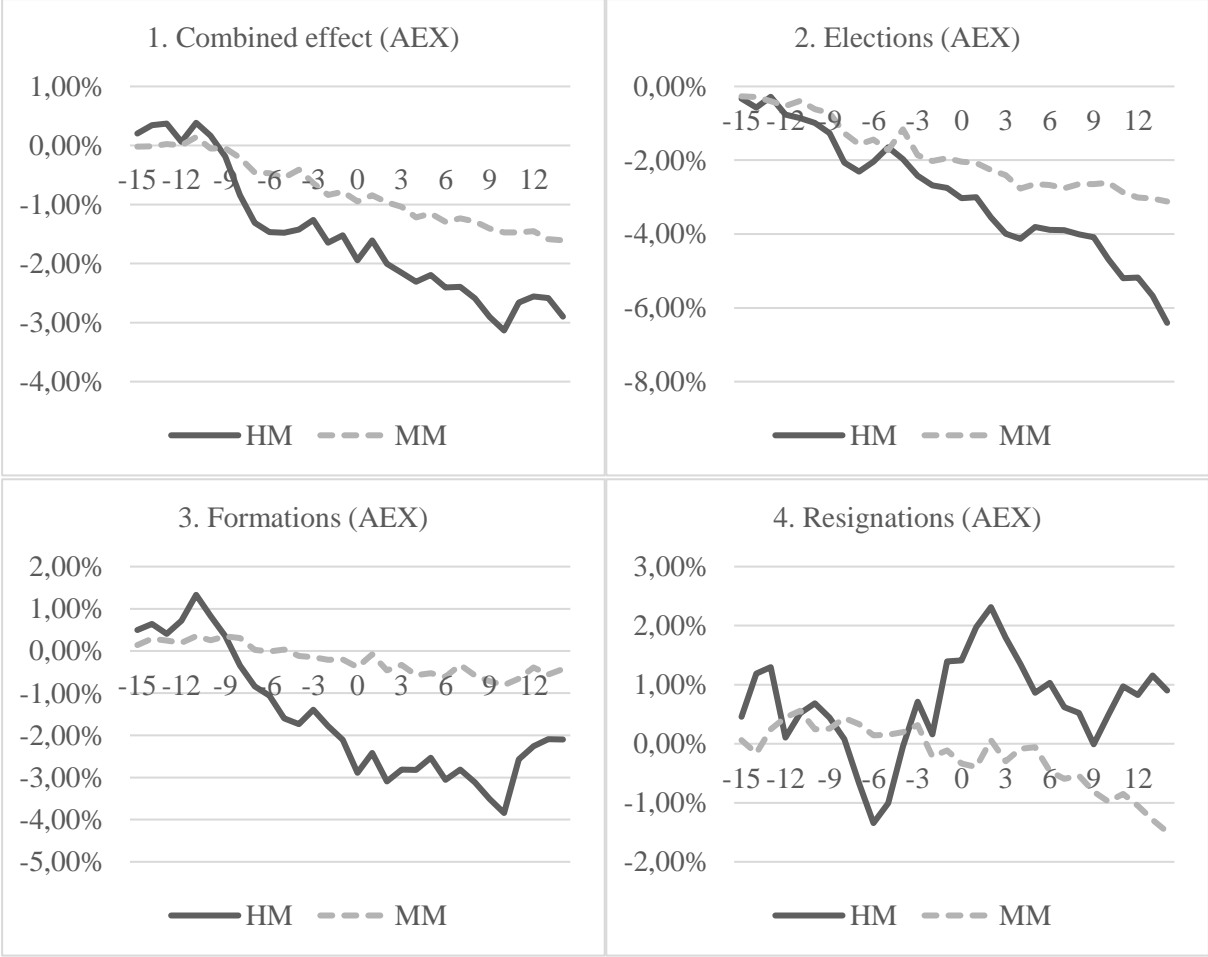 1. Combined effect (AEX)
1,00%
0,00%
-15 -12 -9 -6 -3 0 3 6 9 12
-1,00%
-2,00%
-3,00%
-4,00%
HM MM
2. Elections (AEX)
0,00%
-15 -12 -9 -6 -3 0 3 6 9 12
-2,00%
-4,00%
-6,00%
-8,00%
HM MM
3. Formations (AEX)
2,00%
1,00%
0,00%
-15 -12 -9 -6 -3 0 3 6 9 12
-1,00%
-2,00%
-3,00%
-4,00%
-5,00%
HM MM
4. Resignations (AEX)
3,00%
2,00%
1,00%
0,00%
-15 -12 -9 -6 -3 0 3 6 9 12
-1,00%
-2,00%
HM MM